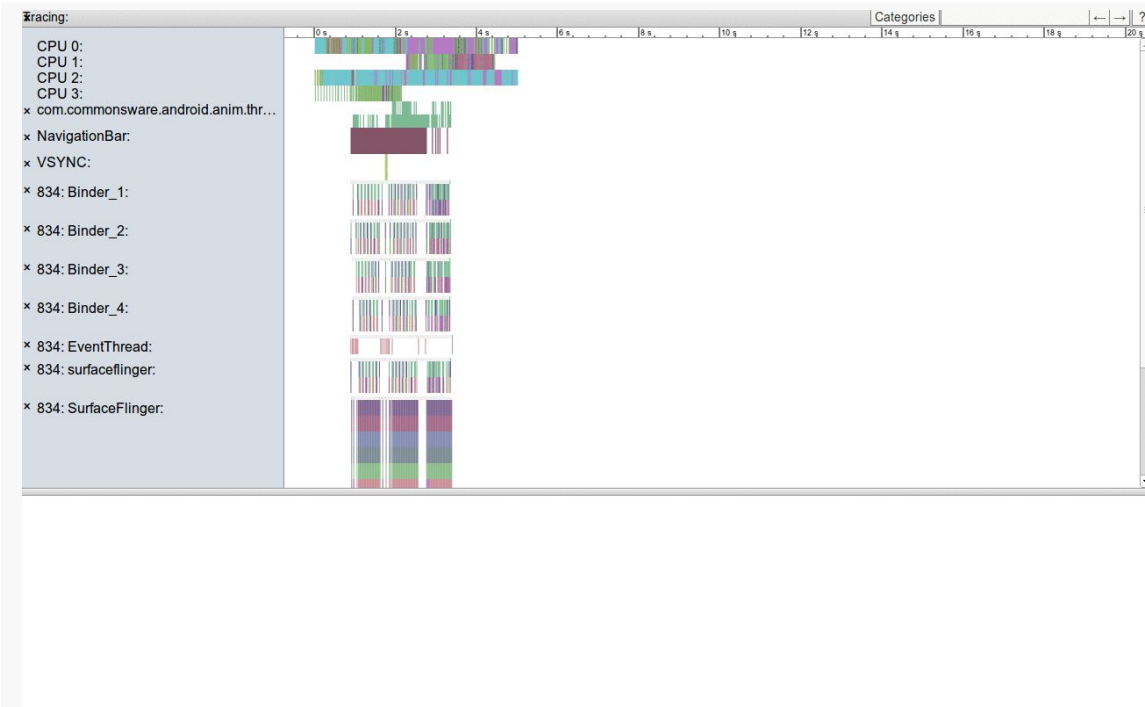 Tracing:
Categories
← → ?
0 s 2 s 4 s 6 s 8 s 10 s 12 s 14 s 16 s 18 s 20 s
CPU 0:
CPU 1:
CPU 2:
CPU 3:
× com.commonsware.android.anim.thr…
× NavigationBar:
× VSYNC:
× 834: Binder_1:
× 834: Binder_2:
× 834: Binder_3:
× 834: Binder_4:
× 834: EventThread:
× 834: surfaceflinger:
× 834: SurfaceFlinger: